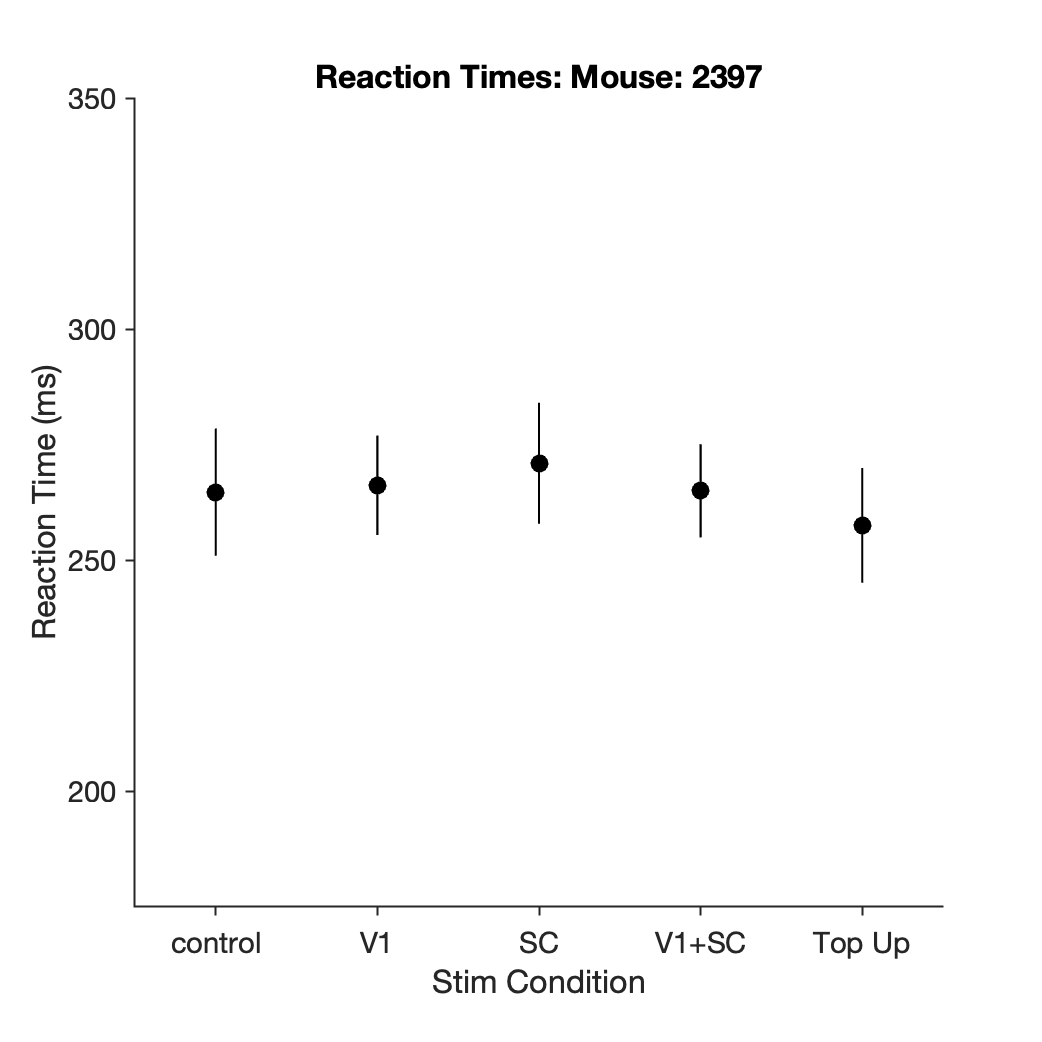 Reaction Times: Mouse: 2397
350
300
250
200
Reaction Time (ms)
control
V1
SC
V1+SC
Top Up
Stim Condition